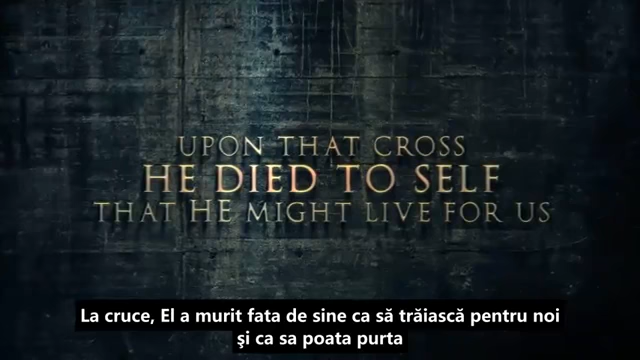 UPON THAT CROSS
HE DIED TO SELF
THAT HE MIGHT LIVE FOR US
La cruce, El a murit fata de sine ca să trăiască pentru noi
şi ca sa poata purta